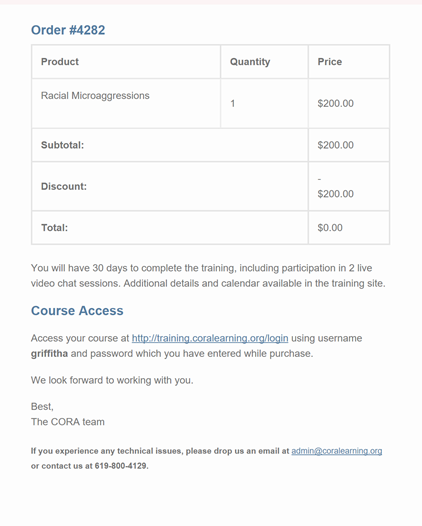 Order #4282
Product Quantity Price
Racial Microaggressions 1 $200.00
Subtotal: $200.00
Discount: -
$200.00
Total: $0.00
You will have 30 days to complete the training, including participation in 2 live
video chat sessions. Additional details and calendar available in the training site.
Course Access
Access your course at http://training.coralearning.org/login using username
griffitha and password which you have entered while purchase.
We look forward to working with you.
Best,
The CORA team
If you experience any technical issues, please drop us an email at admin@coralearning.org
or contact us at 619-800-4129.